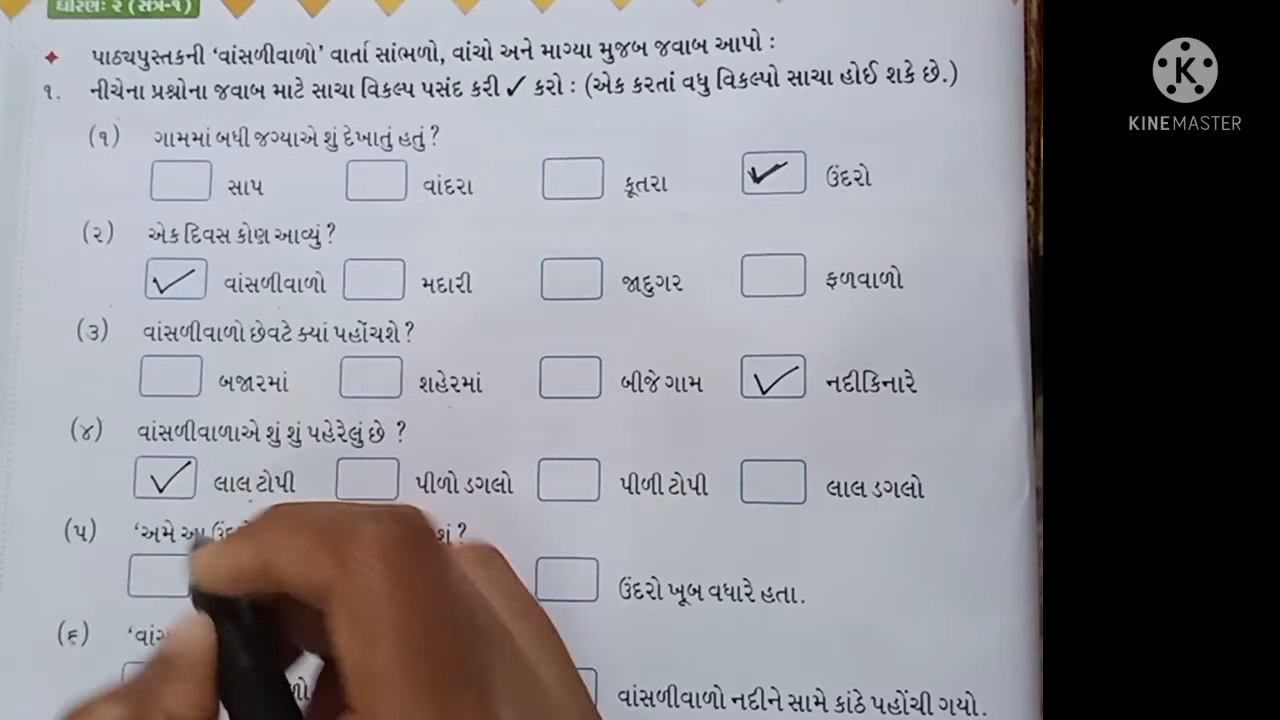 ધોરણઃ ૨ (સત્ર-૧)
પાઠ્યપુસ્તકની ‘વાંસળીવાળો’ વાર્તા સાંભળો, વાંચો અને માગ્યા મુજબ જવાબ આપો :
૧. નીચેના પ્રશ્નોના જવાબ માટે સાચા વિકલ્પ પસંદ કરી ✓ કરો : (એક કરતાં વધુ વિકલ્પો સાચા હોઈ શકે છે.)
(૧) ગામમાં બધી જગ્યાએ શું દેખાતું હતું ?
સાપ વાંદરા કૂતરા ✓ ઉંદરો
(૨) એક દિવસ કોણ આવ્યું ?
✓ વાંસળીવાળો મદારી જાદુગર ફળવાળો
(૩) વાંસળીવાળો છેવટે ક્યાં પહોંચશે ?
બજારમાં શહેરમાં બીજે ગામ ✓ નદીકિનારે
(૪) વાંસળીવાળાએ શું શું પહેરેલું છે ?
✓ લાલ ટોપી પીળો ડગલો પીળી ટોપી લાલ ડગલો
(૫) ‘અમે આ
ઉંદરો ખૂબ વધારે હતા.
(૬)
વાંસળીવાળો નદીને સામે કાંઠે પહોંચી ગયો.
K
KINEMASTER